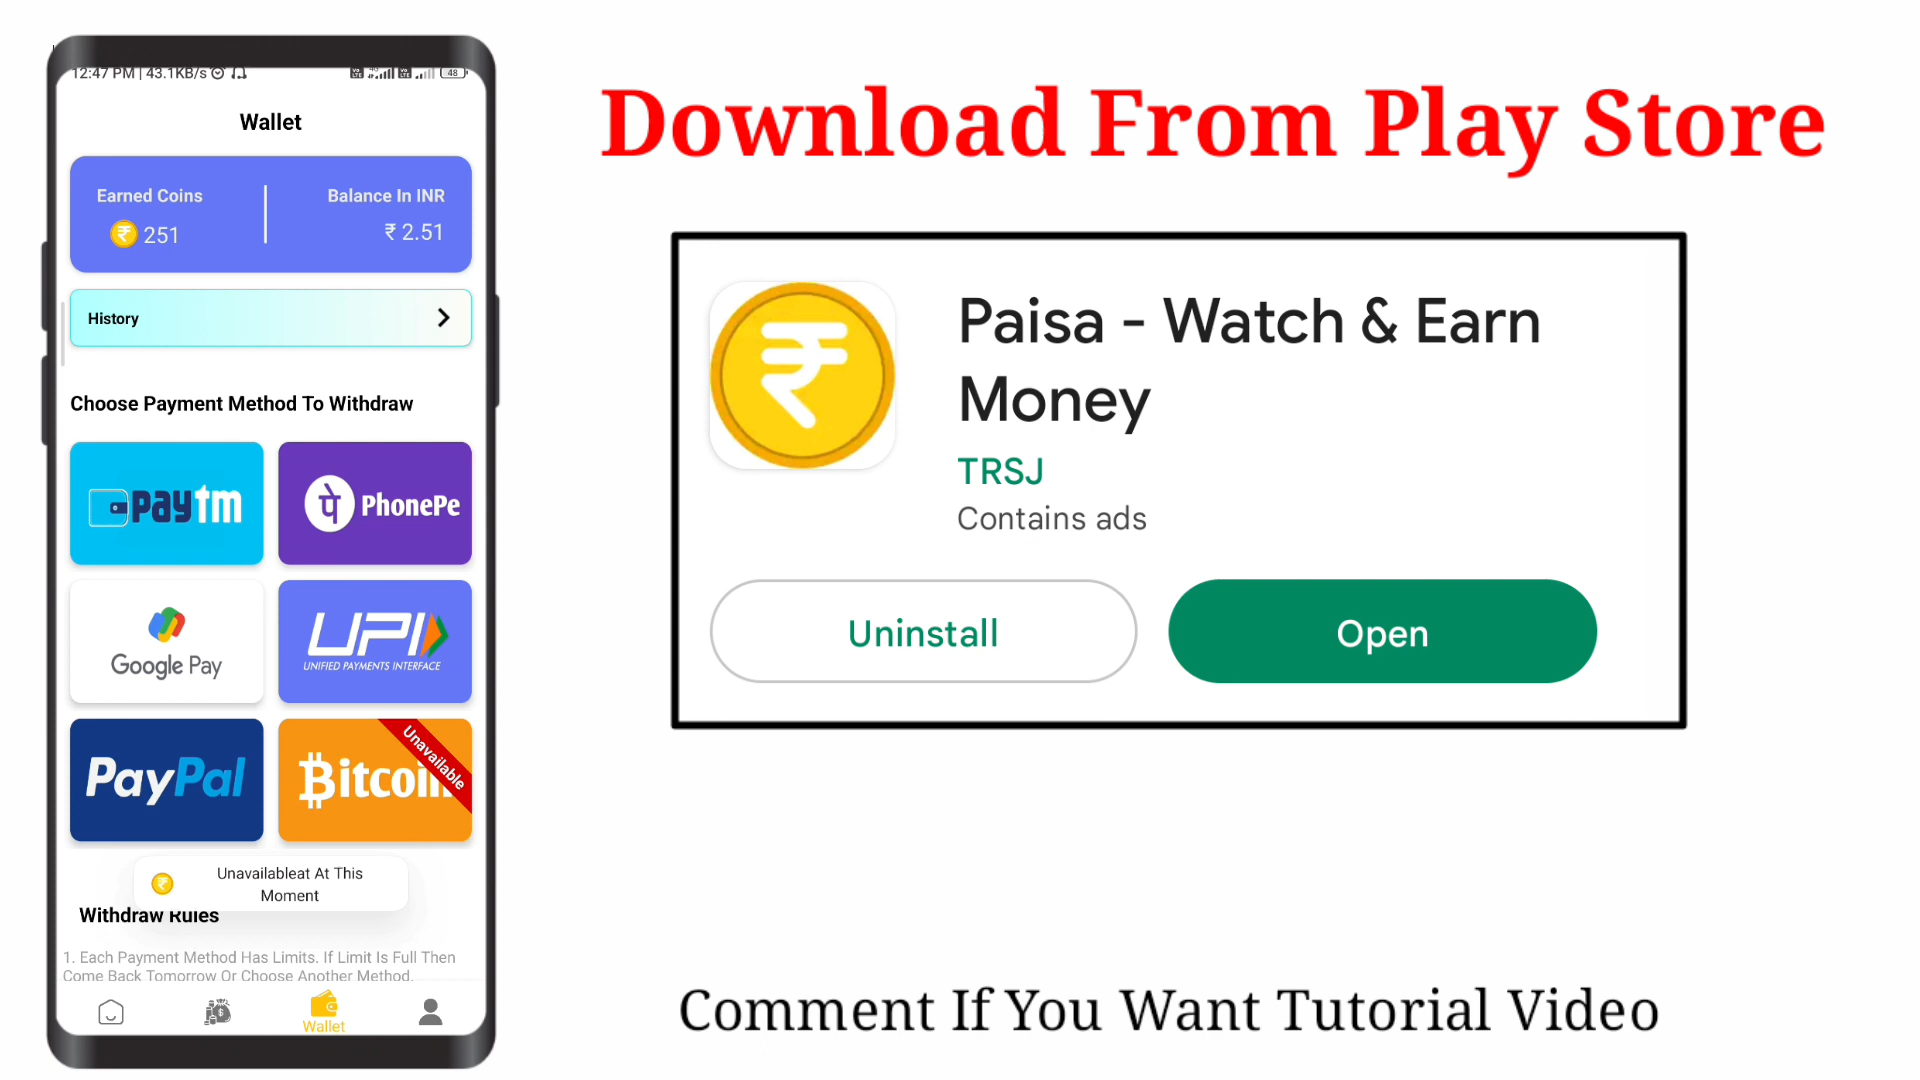 12:47 PM | 43.1KB/s
48
Wallet
Earned Coins
Balance In INR
251
₹ 2.51
History
Choose Payment Method To Withdraw
paytm
पे PhonePe
Google Pay
UPI
UNIFIED PAYMENTS INTERFACE
PayPal
Bitcoin
Unavailable
Unavailableat At This
Moment
Withdraw Rules
1. Each Payment Method Has Limits. If Limit Is Full Then
Come Back Tomorrow Or Choose Another Method.
Wallet
Download From Play Store
Paisa - Watch & Earn
Money
TRSJ
Contains ads
Uninstall
Open
Comment If You Want Tutorial Video